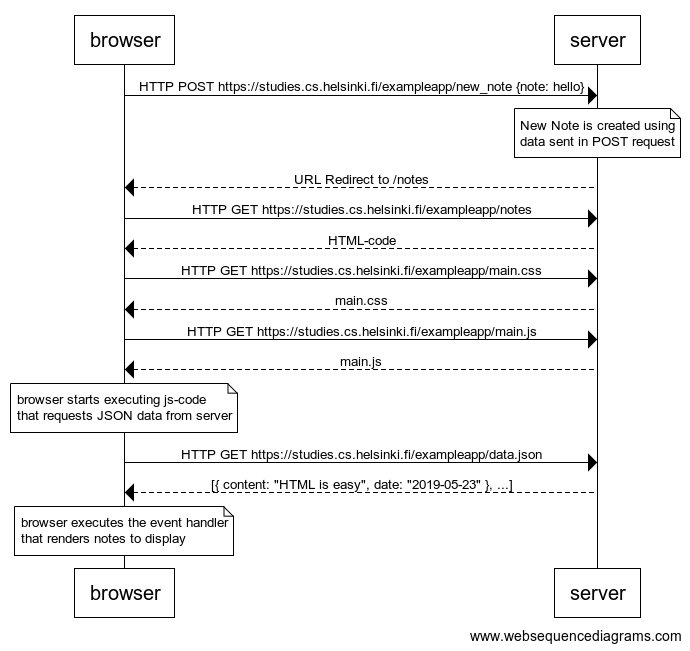 browser
server
HTTP POST https://studies.cs.helsinki.fi/exampleapp/new_note {note: hello}
New Note is created using
data sent in POST request
URL Redirect to /notes
HTTP GET https://studies.cs.helsinki.fi/exampleapp/notes
HTML-code
HTTP GET https://studies.cs.helsinki.fi/exampleapp/main.css
main.css
HTTP GET https://studies.cs.helsinki.fi/exampleapp/main.js
main.js
browser starts executing js-code
that requests JSON data from server
HTTP GET https://studies.cs.helsinki.fi/exampleapp/data.json
[{ content: "HTML is easy", date: "2019-05-23" }, ...]
browser executes the event handler
that renders notes to display
browser
server
www.websequencediagrams.com